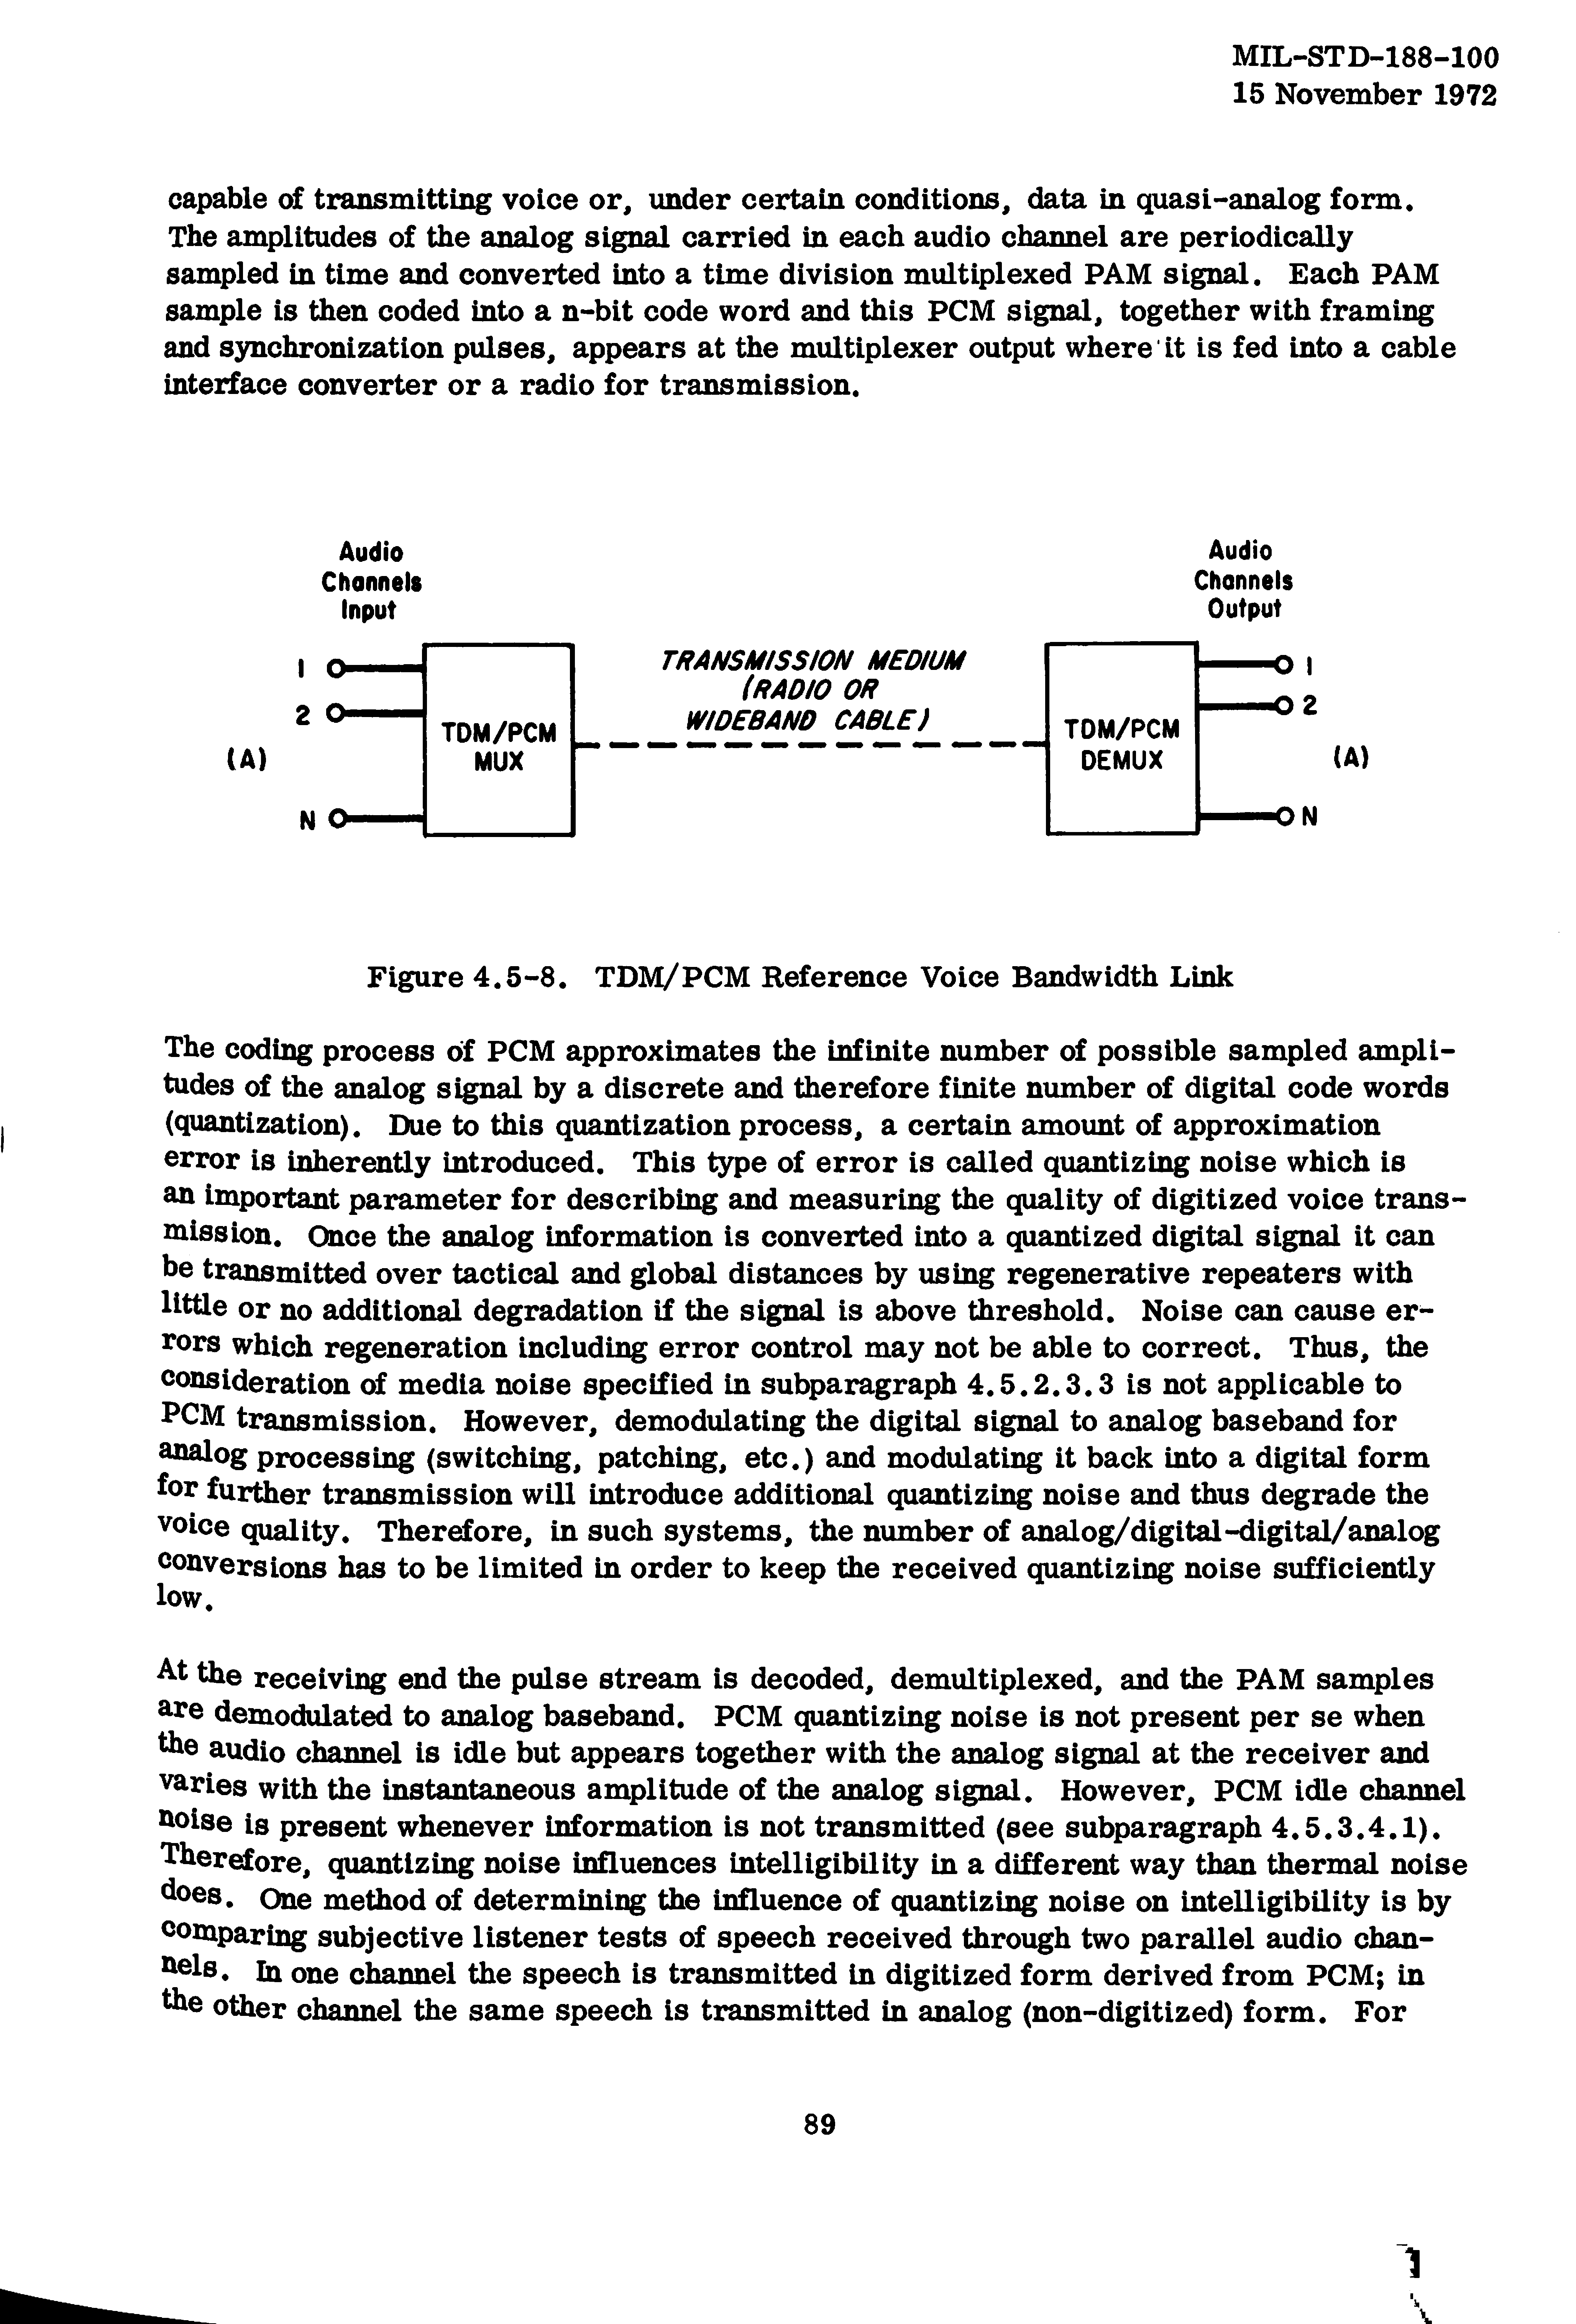 MIL-STD-188-100
15 November 1972
capable of transmitting voice or, under certain conditions, data in quasi-analog form.
The amplitudes of the analog signal carried in each audio channel are periodically
sampled in time and converted into a time division multiplexed PAM signal. Each PAM
sample is then coded into a n-bit code word and this PCM signal, together with framing
and synchronization pulses, appears at the multiplexer output where it is fed into a cable
interface converter or a radio for transmission.
Audio
Channels
Input
1
2
(A)
N
TDM/PCM
MUX
TRANSMISSION MEDIUM
(RADIO OR
WIDEBAND CABLE)
TDM/PCM
DEMUX
Audio
Channels
Output
1
2
(A)
N
Figure 4.5-8. TDM/PCM Reference Voice Bandwidth Link
The coding process of PCM approximates the infinite number of possible sampled ampli-
tudes of the analog signal by a discrete and therefore finite number of digital code words
(quantization). Due to this quantization process, a certain amount of approximation
error is inherently introduced. This type of error is called quantizing noise which is
an important parameter for describing and measuring the quality of digitized voice trans-
mission. Once the analog information is converted into a quantized digital signal it can
be transmitted over tactical and global distances by using regenerative repeaters with
little or no additional degradation if the signal is above threshold. Noise can cause er-
rors which regeneration including error control may not be able to correct. Thus, the
consideration of media noise specified in subparagraph 4.5.2.3.3 is not applicable to
PCM transmission. However, demodulating the digital signal to analog baseband for
analog processing (switching, patching, etc.) and modulating it back into a digital form
for further transmission will introduce additional quantizing noise and thus degrade the
voice quality. Therefore, in such systems, the number of analog/digital-digital/analog
conversions has to be limited in order to keep the received quantizing noise sufficiently
low.
At the receiving end the pulse stream is decoded, demultiplexed, and the PAM samples
are demodulated to analog baseband. PCM quantizing noise is not present per se when
the audio channel is idle but appears together with the analog signal at the receiver and
varies with the instantaneous amplitude of the analog signal. However, PCM idle channel
noise is present whenever information is not transmitted (see subparagraph 4.5.3.4.1).
Therefore, quantizing noise influences intelligibility in a different way than thermal noise
does. One method of determining the influence of quantizing noise on intelligibility is by
comparing subjective listener tests of speech received through two parallel audio chan-
nels. In one channel the speech is transmitted in digitized form derived from PCM; in
the other channel the same speech is transmitted in analog (non-digitized) form. For
89